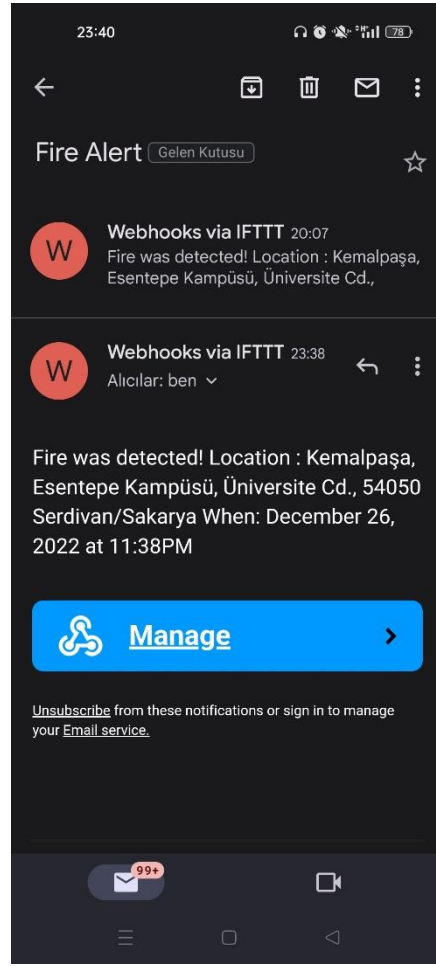 23:40
78
Fire Alert Gelen Kutusu
W
Webhooks via IFTTT 20:07
Fire was detected! Location : Kemalpaşa,
Esentepe Kampüsü, Üniversite Cd.,
W
Webhooks via IFTTT 23:38
Alıcılar: ben
Fire was detected! Location : Kemalpaşa,
Esentepe Kampüsü, Üniversite Cd., 54050
Serdivan/Sakarya When: December 26,
2022 at 11:38PM
Manage
Unsubscribe from these notifications or sign in to manage
your Email service.
99+